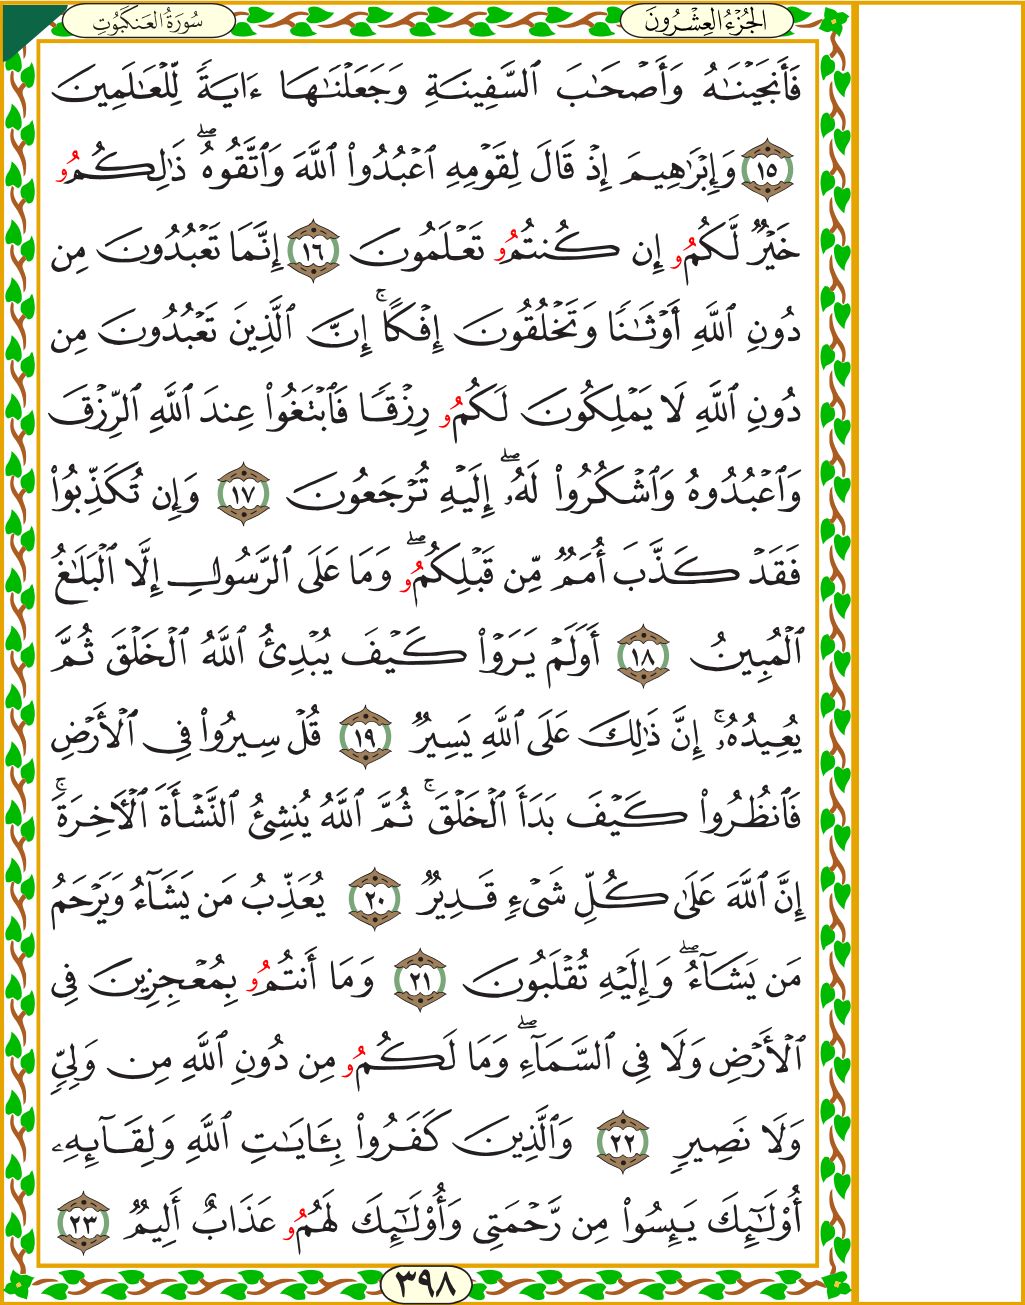 الجُزْءُ العِشْرُونَ
سُورَةُ العَنكَبُوتِ
فَأَنجَيْنَٰهُ وَأَصْحَٰبَ ٱلسَّفِينَةِ وَجَعَلْنَٰهَا ءَايَةً لِّلْعَٰلَمِينَ
١٥ وَإِبْرَٰهِيمَ إِذْ قَالَ لِقَوْمِهِ ٱعْبُدُوا۟ ٱللَّهَ وَٱتَّقُوهُ ۖ ذَٰلِكُمُو
خَيْرٌ لَّكُمُو إِن كُنتُمُو تَعْلَمُونَ ١٦ إِنَّمَا تَعْبُدُونَ مِن
دُونِ ٱللَّهِ أَوْثَٰنًا وَتَخْلُقُونَ إِفْكًا ۚ إِنَّ ٱلَّذِينَ تَعْبُدُونَ مِن
دُونِ ٱللَّهِ لَا يَمْلِكُونَ لَكُمُو رِزْقًا فَٱبْتَغُوا۟ عِندَ ٱللَّهِ ٱلرِّزْقَ
وَٱعْبُدُوهُ وَٱشْكُرُوا۟ لَهُۥ ۖ إِلَيْهِ تُرْجَعُونَ ١٧ وَإِن تُكَذِّبُوا۟
فَقَدْ كَذَّبَ أُمَمٌ مِّن قَبْلِكُمُو ۖ وَمَا عَلَى ٱلرَّسُولِ إِلَّا ٱلْبَلَٰغُ
ٱلْمُبِينُ ١٨ أَوَلَمْ يَرَوْا۟ كَيْفَ يُبْدِئُ ٱللَّهُ ٱلْخَلْقَ ثُمَّ
يُعِيدُهُۥ ۚ إِنَّ ذَٰلِكَ عَلَى ٱللَّهِ يَسِيرٌ ١٩ قُلْ سِيرُوا۟ فِى ٱلْأَرْضِ
فَٱنظُرُوا۟ كَيْفَ بَدَأَ ٱلْخَلْقَ ۚ ثُمَّ ٱللَّهُ يُنشِئُ ٱلنَّشْأَةَ ٱلْأَخِرَةَ ۚ
إِنَّ ٱللَّهَ عَلَىٰ كُلِّ شَىْءٍ قَدِيرٌ ٢٠ يُعَذِّبُ مَن يَشَآءُ وَيَرْحَمُ
مَن يَشَآءُ ۖ وَإِلَيْهِ تُقْلَبُونَ ٢١ وَمَا أَنتُمُو بِمُعْجِزِينَ فِى
ٱلْأَرْضِ وَلَا فِى ٱلسَّمَآءِ ۖ وَمَا لَكُمُو مِن دُونِ ٱللَّهِ مِن وَلِىٍّ
وَلَا نَصِيرٍ ٢٢ وَٱلَّذِينَ كَفَرُوا۟ بِـَٔايَٰتِ ٱللَّهِ وَلِقَآئِهِۦ
أُو۟لَٰٓئِكَ يَئِسُوا۟ مِن رَّحْمَتِى وَأُو۟لَٰٓئِكَ لَهُمُو عَذَابٌ أَلِيمٌ ٢٣
٣٩٨